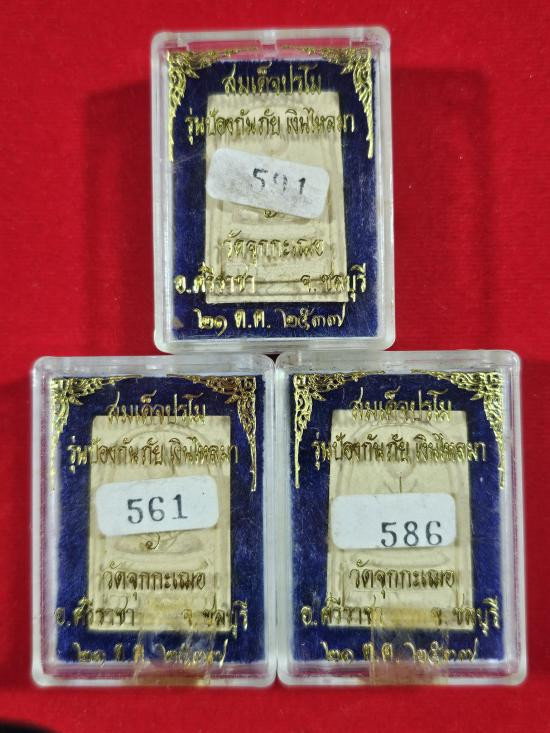 สมเด็จปรโม
รุ่นป้องกันภัย เงินไหลมา
591
วัดจุกกะเฌอ
อ.ศรีราชา จ.ชลบุรี
๒๑ ต.ค. ๒๕๓๗
สมเด็จปรโม
รุ่นป้องกันภัย เงินไหลมา
561
วัดจุกกะเฌอ
อ.ศรีราชา จ.ชลบุรี
๒๑ ต.ค. ๒๕๓๗
สมเด็จปรโม
รุ่นป้องกันภัย เงินไหลมา
586
วัดจุกกะเฌอ
อ.ศรีราชา จ.ชลบุรี
๒๑ ต.ค. ๒๕๓๗